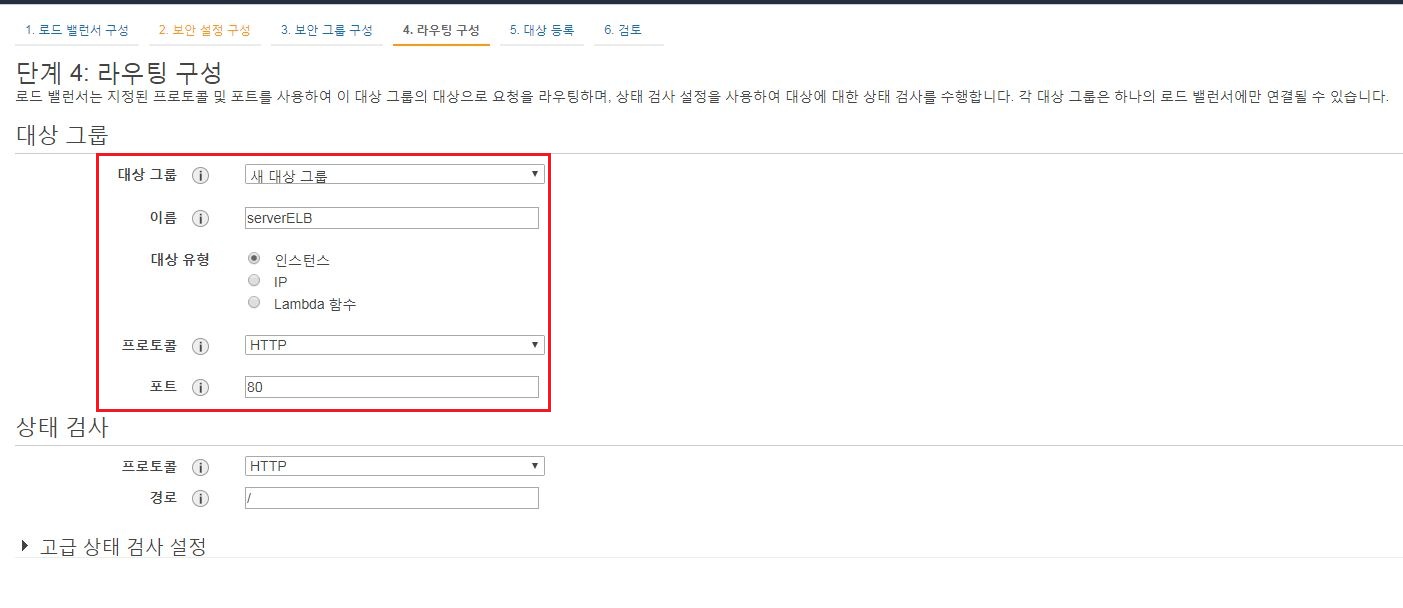 1. 로드 밸런서 구성 2. 보안 설정 구성 3. 보안 그룹 구성 4. 라우팅 구성 5. 대상 등록 6. 검토
단계 4: 라우팅 구성
로드 밸런서는 지정된 프로토콜 및 포트를 사용하여 이 대상 그룹의 대상으로 요청을 라우팅하며, 상태 검사 설정을 사용하여 대상에 대한 상태 검사를 수행합니다. 각 대상 그룹은 하나의 로드 밸런서에만 연결될 수 있습니다.
대상 그룹
대상 그룹 i 새 대상 그룹
이름 i serverELB
대상 유형 인스턴스
IP
Lambda 함수
프로토콜 i HTTP
포트 i 80
상태 검사
프로토콜 i HTTP
경로 i /
고급 상태 검사 설정